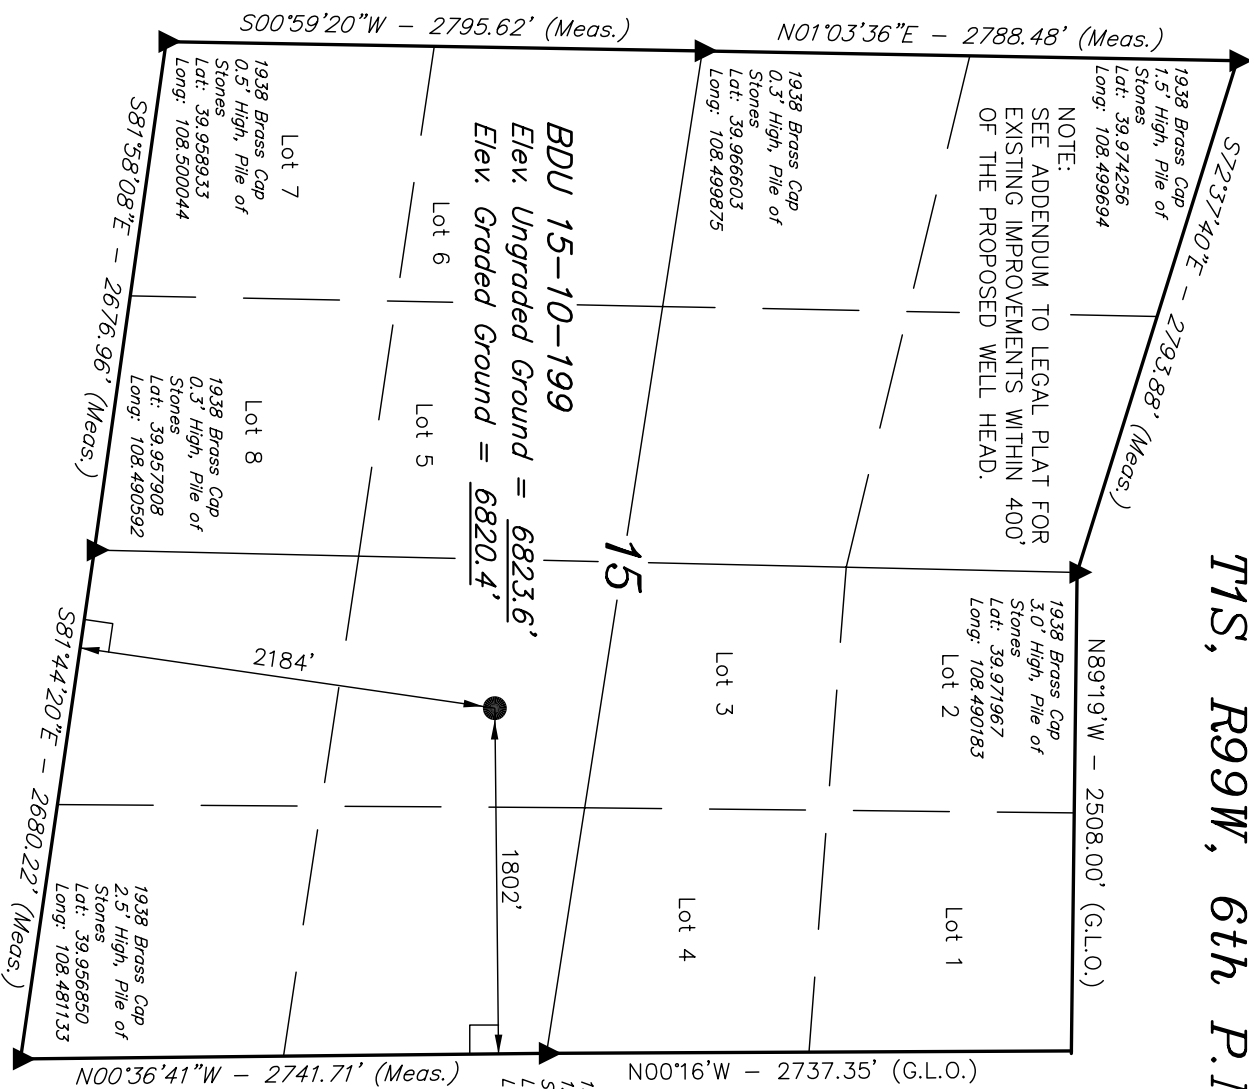 T1S, R99W, 6th P.
S00°59'20"W - 2795.62' (Meas.)
N01°03'36"E - 2788.48' (Meas.)
S72°37'40"E - 2793.88' (Meas.)
N89°19'W - 2508.00' (G.L.O.)
1938 Brass Cap
1.5' High, Pile of
Stones
Lat: 39.974256
Long: 108.499694
NOTE:
SEE ADDENDUM TO LEGAL PLAT FOR
EXISTING IMPROVEMENTS WITHIN 400'
OF THE PROPOSED WELL HEAD.
1938 Brass Cap
3.0' High, Pile of
Stones
Lat: 39.971967
Long: 108.490183
Lot 2
Lot 1
Lot 3
Lot 4
1938 Brass Cap
0.3' High, Pile of
Stones
Lat: 39.966603
Long: 108.499875
15
BDU 15-10-199
Elev. Ungraded Ground = 6823.6'
Elev. Graded Ground = 6820.4'
1802'
2184'
Lot 6
Lot 5
Lot 7
Lot 8
1938 Brass Cap
0.5' High, Pile of
Stones
Lat: 39.958933
Long: 108.500044
1938 Brass Cap
0.3' High, Pile of
Stones
Lat: 39.957908
Long: 108.490592
1938 Brass Cap
2.5' High, Pile of
Stones
Lat: 39.956850
Long: 108.481133
S81°58'08"E - 2676.96' (Meas.)
S81°44'20"E - 2680.22' (Meas.)
N00°36'41"W - 2741.71' (Meas.)
N00°16'W - 2737.35' (G.L.O.)